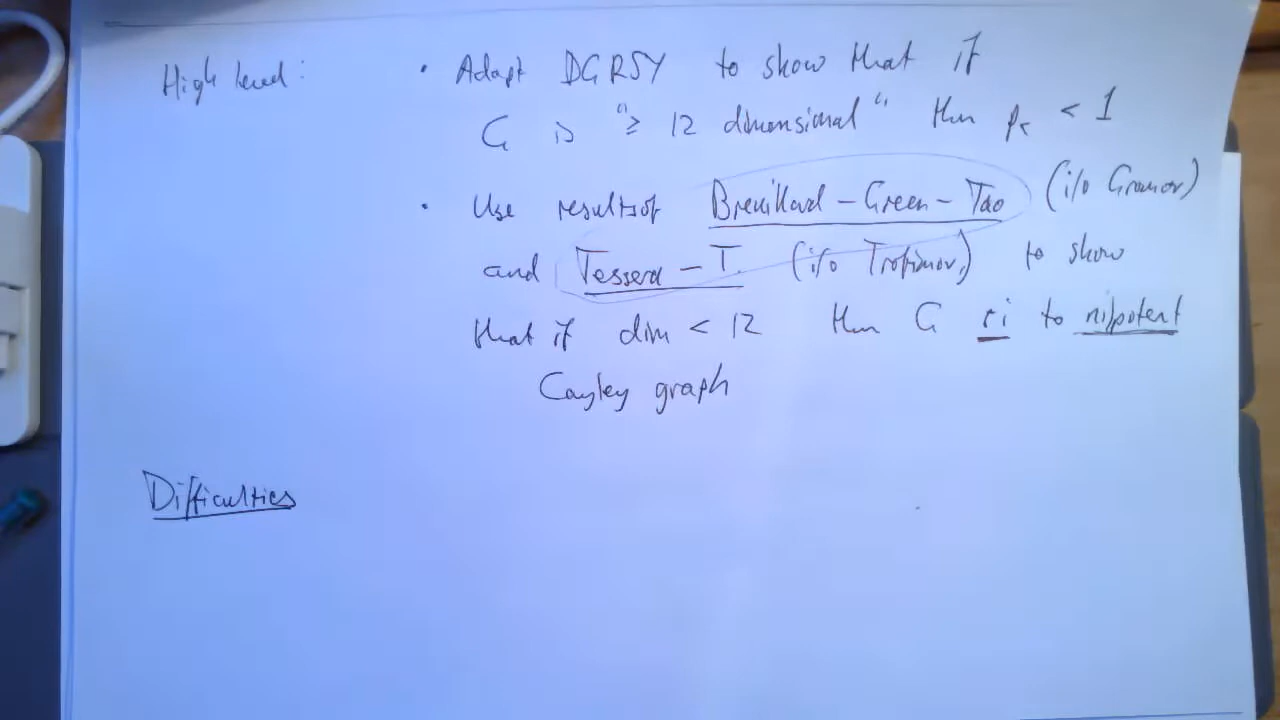 High level: • Adapt DGRSY to show that if
G is "≥ 12 dimensional" then pc < 1
• Use results of Breuillard - Green - Tao (i/o Gromov)
and Tessera - T. (i/o Trofimov) to show
that if dim < 12 then G ri to nilpotent
Cayley graph
Difficulties